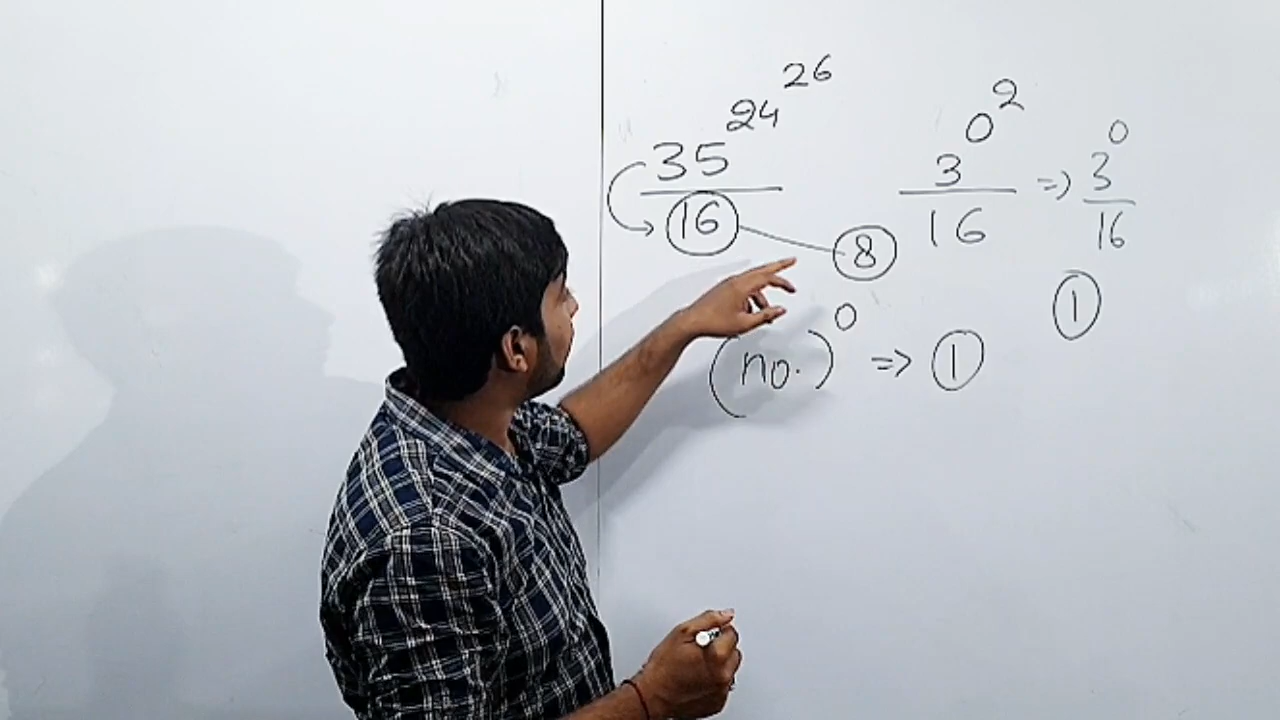 35^24^26 / 16
8
3^0^2 / 16 => 3^0 / 16
1
(no.)^0 => 1